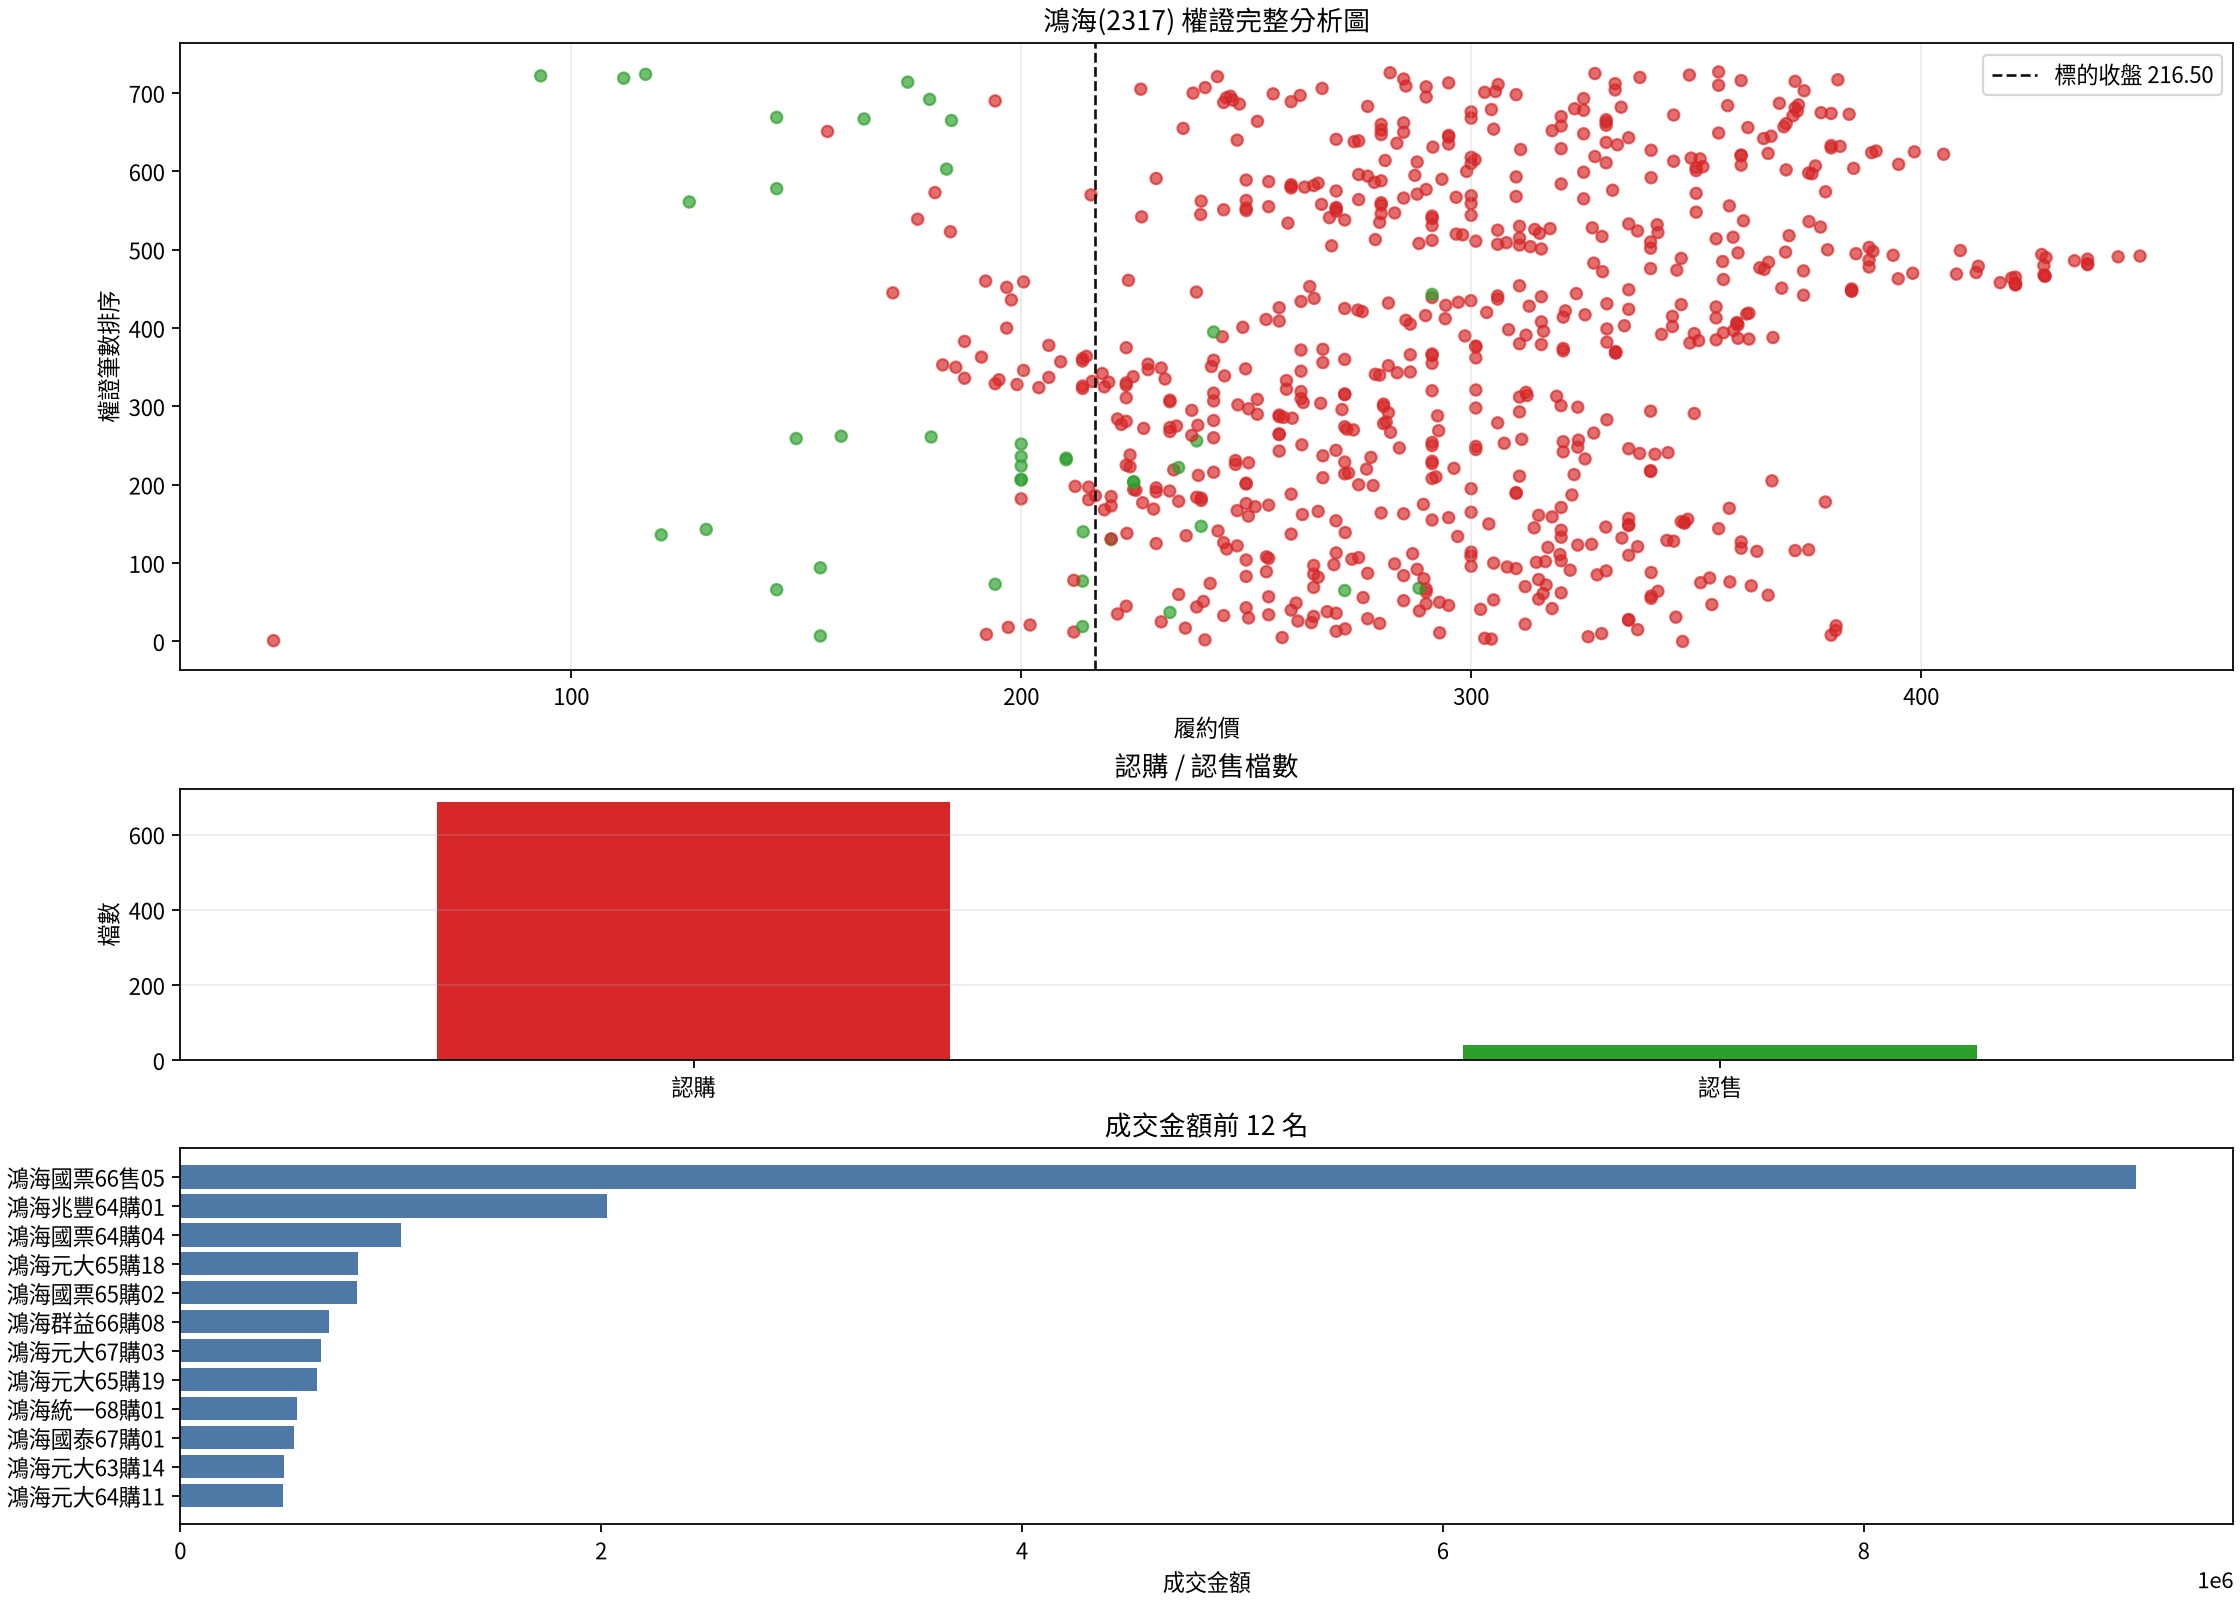 鴻海(2317) 權證完整分析圖
標的收盤 216.50
權證筆數排序
700
600
500
400
300
200
100
0
100
200
300
400
履約價
認購 / 認售檔數
檔數
600
400
200
0
認購
認售
成交金額前 12 名
鴻海國票66售05
鴻海兆豐64購01
鴻海國票64購04
鴻海元大65購18
鴻海國票65購02
鴻海群益66購08
鴻海元大67購03
鴻海元大65購19
鴻海統一68購01
鴻海國泰67購01
鴻海元大63購14
鴻海元大64購11
0
2
4
6
8
1e6
成交金額